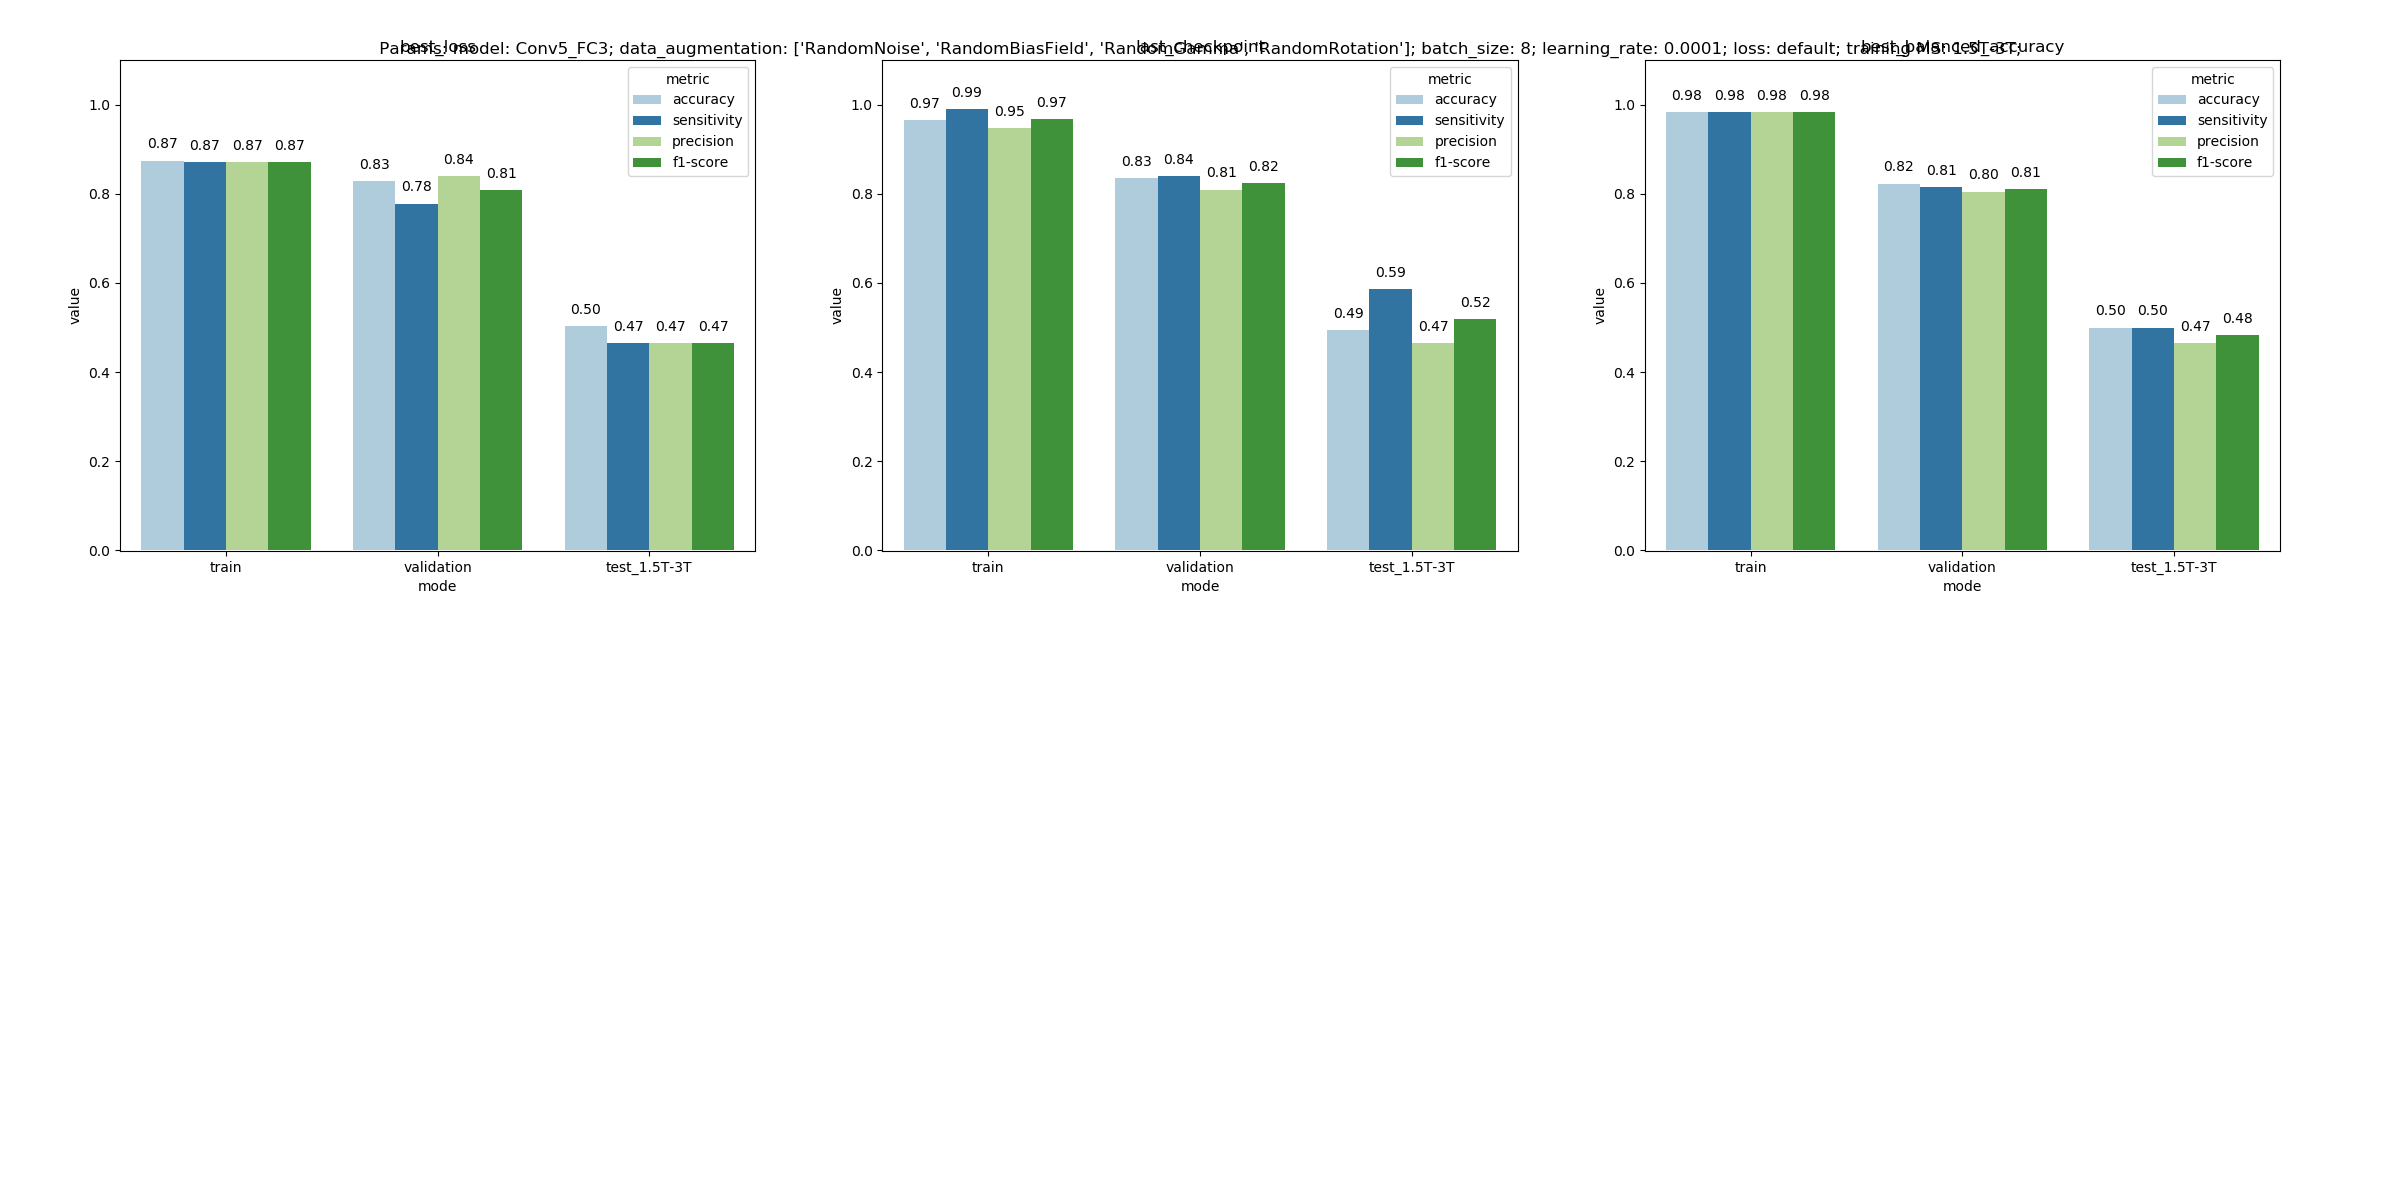 best_loss
last_checkpoint
best_balanced_accuracy
Params: model: Conv5_FC3; data_augmentation: ['RandomNoise', 'RandomBiasField', 'RandomGamma', 'RandomRotation']; batch_size: 8; learning_rate: 0.0001; loss: default; training MS: 1.5T-3T;
metric
accuracy
sensitivity
precision
f1-score
1.0
0.8
0.6
0.4
0.2
0.0
value
0.87 0.87 0.87 0.87
0.83 0.78 0.84 0.81
0.50 0.47 0.47 0.47
train validation test_1.5T-3T
mode
metric
accuracy
sensitivity
precision
f1-score
1.0
0.8
0.6
0.4
0.2
0.0
value
0.97 0.99 0.95 0.97
0.83 0.84 0.81 0.82
0.49 0.59 0.47 0.52
train validation test_1.5T-3T
mode
metric
accuracy
sensitivity
precision
f1-score
1.0
0.8
0.6
0.4
0.2
0.0
value
0.98 0.98 0.98 0.98
0.82 0.81 0.80 0.81
0.50 0.50 0.47 0.48
train validation test_1.5T-3T
mode